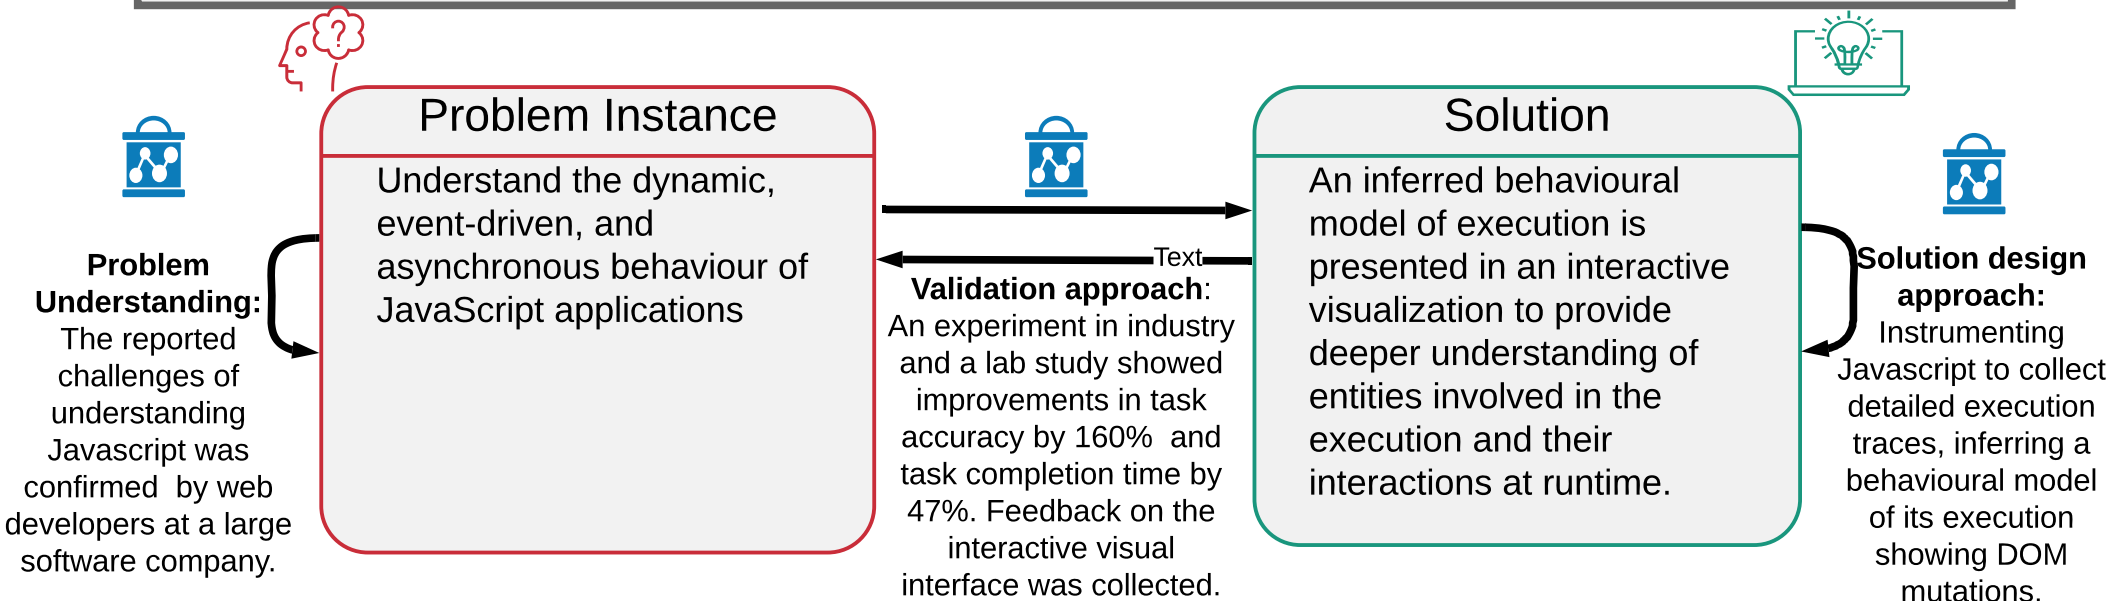 ?
Problem Instance
Understand the dynamic,
event-driven, and
asynchronous behaviour of
JavaScript applications
Solution
An inferred behavioural
model of execution is
presented in an interactive
visualization to provide
deeper understanding of
entities involved in the
execution and their
interactions at runtime.
Problem
Understanding:
The reported
challenges of
understanding
Javascript was
confirmed  by web
developers at a large
software company.
Text
Validation approach:
An experiment in industry
and a lab study showed
improvements in task
accuracy by 160%  and
task completion time by
47%. Feedback on the
interactive visual
interface was collected.
Solution design
approach:
Instrumenting
Javascript to collect
detailed execution
traces, inferring a
behavioural model
of its execution
showing DOM
mutations.